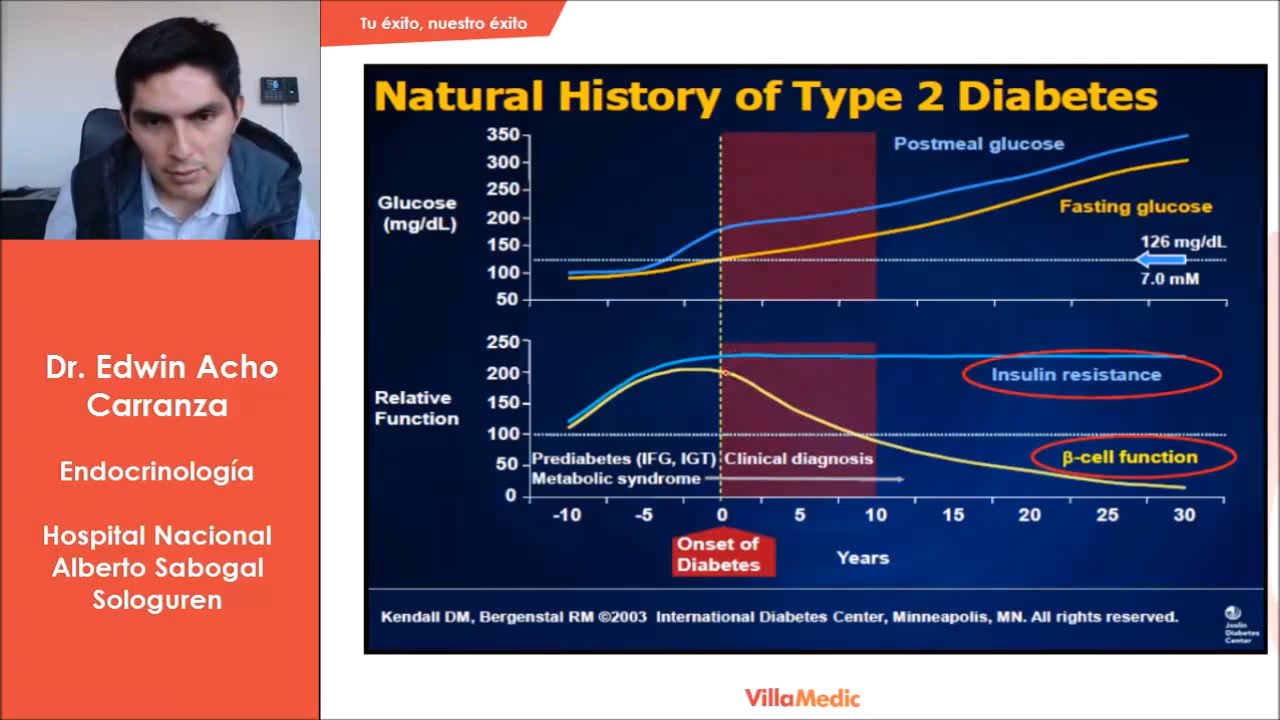 Tu éxito, nuestro éxito
Dr. Edwin Acho
Carranza
Endocrinología
Hospital Nacional
Alberto Sabogal
Sologuren
Natural History of Type 2 Diabetes
350
300
250
200
150
100
50
Glucose
(mg/dL)
Postmeal glucose
Fasting glucose
126 mg/dL
7.0 mM
250
200
150
100
50
0
Relative
Function
Insulin resistance
β-cell function
Prediabetes (IFG, IGT)
Metabolic syndrome
Clinical diagnosis
-10 -5 0 5 10 15 20 25 30
Onset of
Diabetes
Years
Kendall DM, Bergenstal RM ©2003 International Diabetes Center, Minneapolis, MN. All rights reserved.
Joslin
Diabetes
Center
VillaMedic